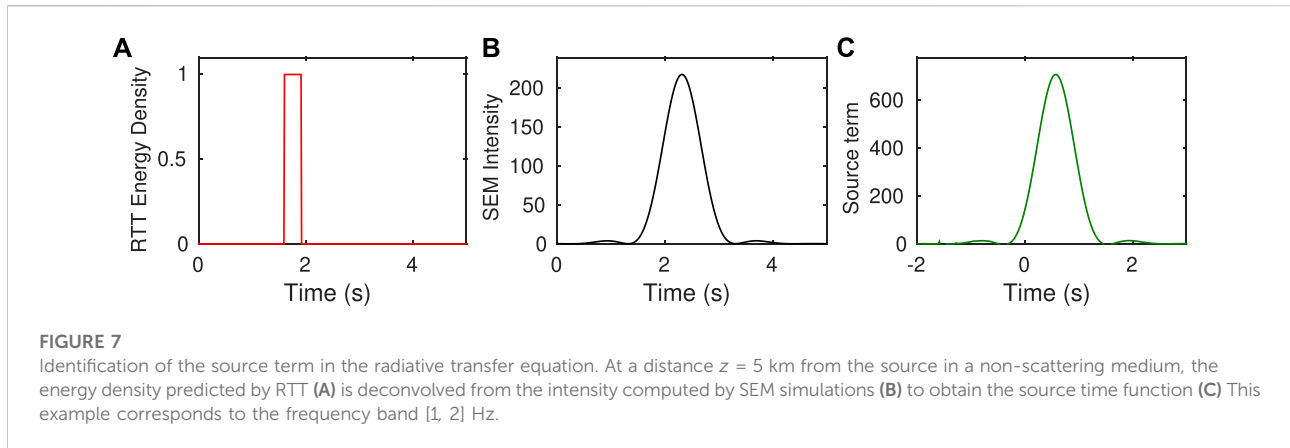 A
B
C
RTT Energy Density
1
0.5
0
0
2
4
Time (s)
SEM Intensity
200
150
100
50
0
0
2
4
Time (s)
Source term
600
400
200
0
-2
0
2
Time (s)
FIGURE 7
Identification of the source term in the radiative transfer equation. At a distance z = 5 km from the source in a non-scattering medium, the
energy density predicted by RTT (A) is deconvolved from the intensity computed by SEM simulations (B) to obtain the source time function (C) This
example corresponds to the frequency band [1, 2] Hz.